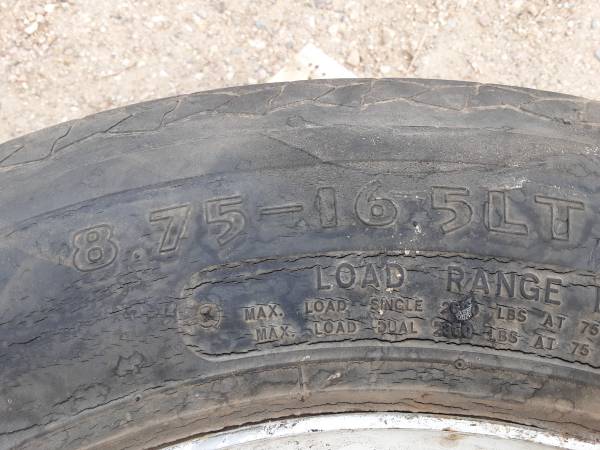 8.75-16.5LT
LOAD RANGE
MAX. LOAD SINGLE LBS AT 75
MAX. LOAD DUAL LBS AT 75